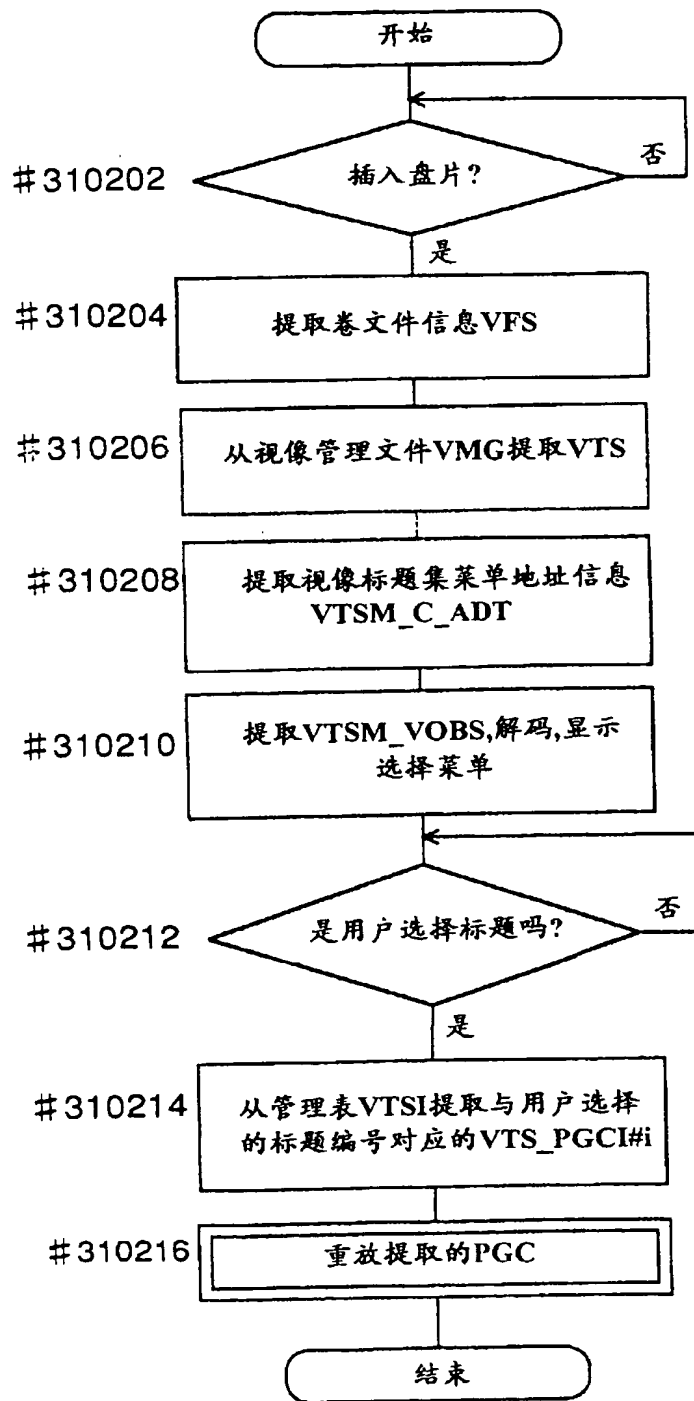 开始
否
#310202
插入盘片?
是
#310204
提取卷文件信息VFS
#310206
从视像管理文件VMG提取VTS
#310208
提取视像标题集菜单地址信息
VTSM_C_ADT
#310210
提取VTSM_VOBS,解码,显示
选择菜单
否
#310212
是用户选择标题吗?
是
#310214
从管理表VTSI提取与用户选择
的标题编号对应的VTS_PGCI#i
#310216
重放提取的PGC
结束